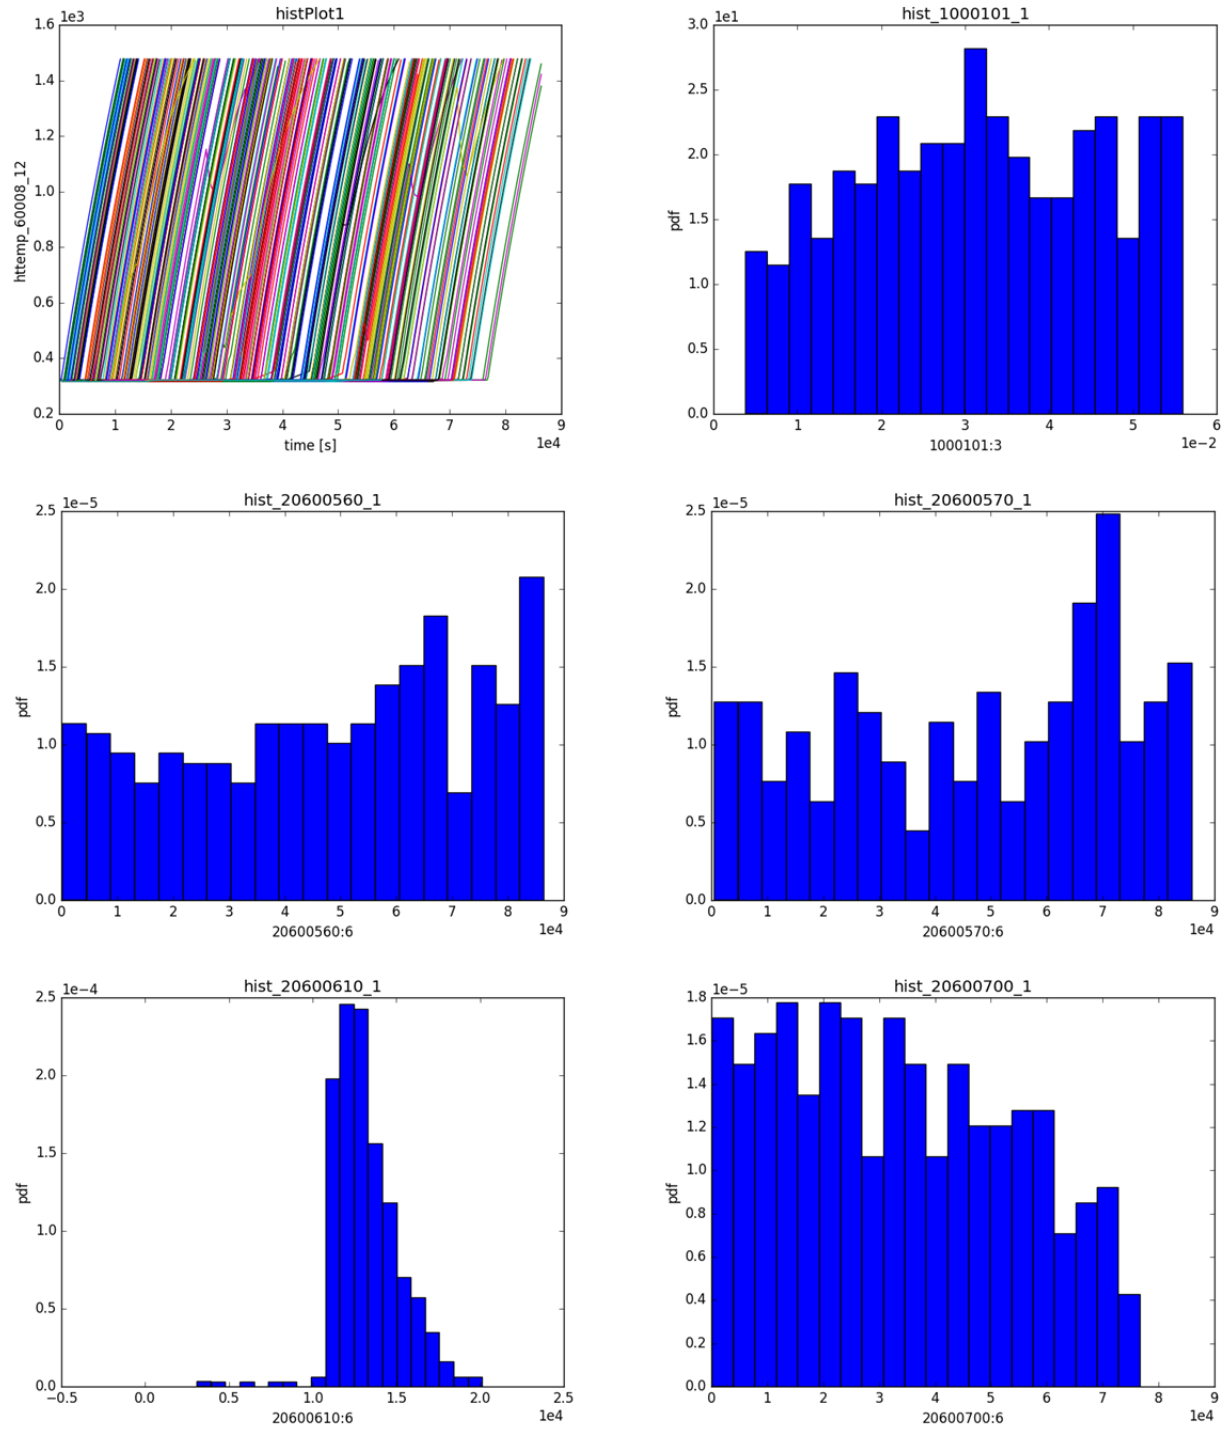 histPlot1
1.6 1e3
1.4
1.2
1.0
0.8
0.6
0.4
0.2
httemp_60008_12
0 1 2 3 4 5 6 7 8 9
time [s] 1e4
hist_1000101_1
3.0 1e1
2.5
2.0
1.5
1.0
0.5
0.0
pdf
1 2 3 4 5 6
1000101:3 1e−2
hist_20600560_1
2.5 1e−5
2.0
1.5
1.0
0.5
0.0
pdf
0 1 2 3 4 5 6 7 8 9
20600560:6 1e4
hist_20600570_1
2.5 1e−5
2.0
1.5
1.0
0.5
0.0
pdf
0 1 2 3 4 5 6 7 8 9
20600570:6 1e4
hist_20600610_1
2.5 1e−4
2.0
1.5
1.0
0.5
0.0
pdf
−0.5 0.0 0.5 1.0 1.5 2.0 2.5
20600610:6 1e4
hist_20600700_1
1.8 1e−5
1.6
1.4
1.2
1.0
0.8
0.6
0.4
0.2
0.0
pdf
0 1 2 3 4 5 6 7 8 9
20600700:6 1e4